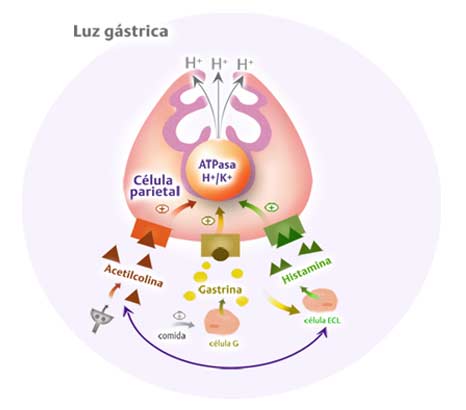 Luz gástrica
H⁺ H⁺ H⁺
ATPasa
H⁺/K⁺
Célula
parietal
+ + +
Acetilcolina
Gastrina
Histamina
+
comida
célula G
célula ECL